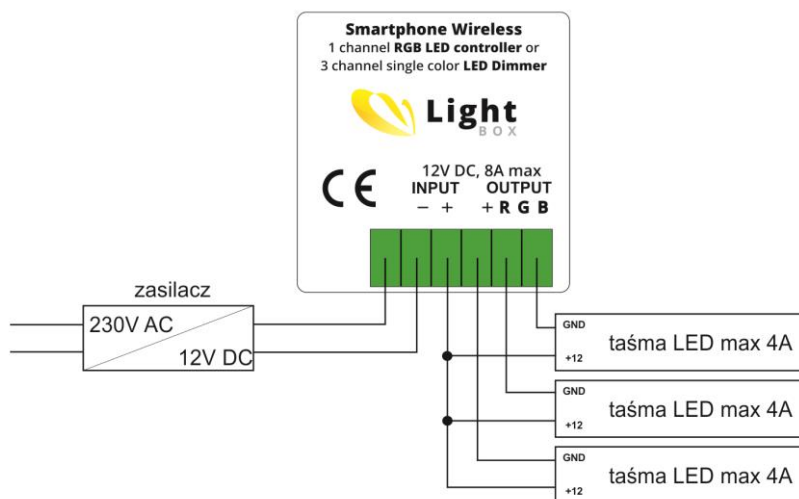 Smartphone Wireless
1 channel RGB LED controller or
3 channel single color LED Dimmer
Light
BOX
CE
12V DC, 8A max
INPUT OUTPUT
− + + R G B
zasilacz
230V AC
12V DC
GND
+12
taśma LED max 4A
GND
+12
taśma LED max 4A
GND
+12
taśma LED max 4A